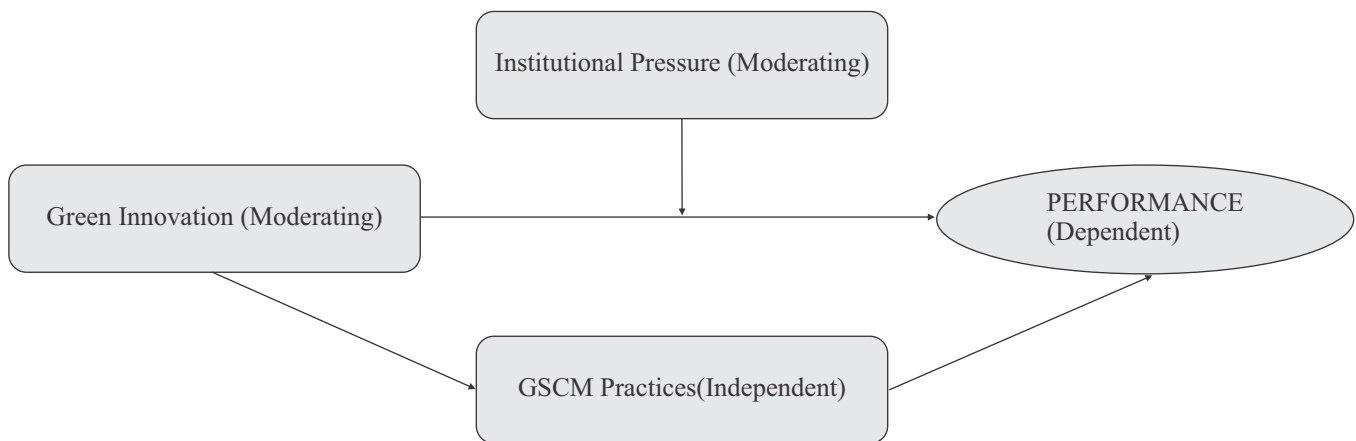 Institutional Pressure (Moderating)
Green Innovation (Moderating)
PERFORMANCE
(Dependent)
GSCM Practices(Independent)